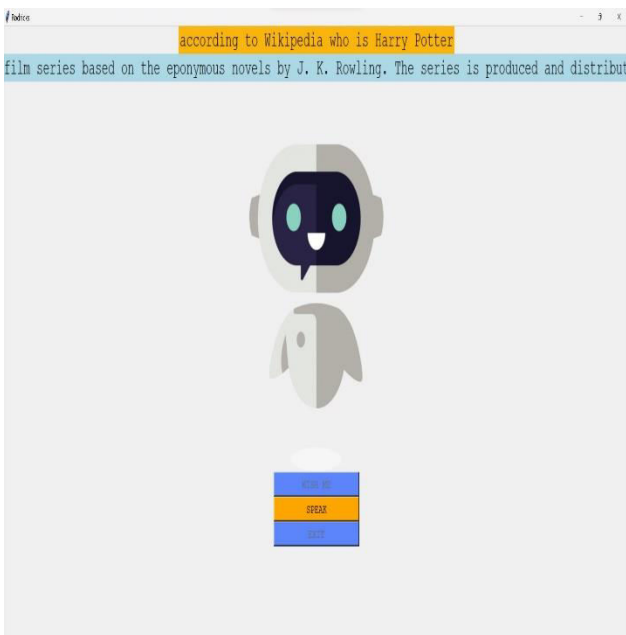 according to Wikipedia who is Harry Potter
film series based on the eponymous novels by J. K. Rowling. The series is produced and distribut
SPEAK
EXIT